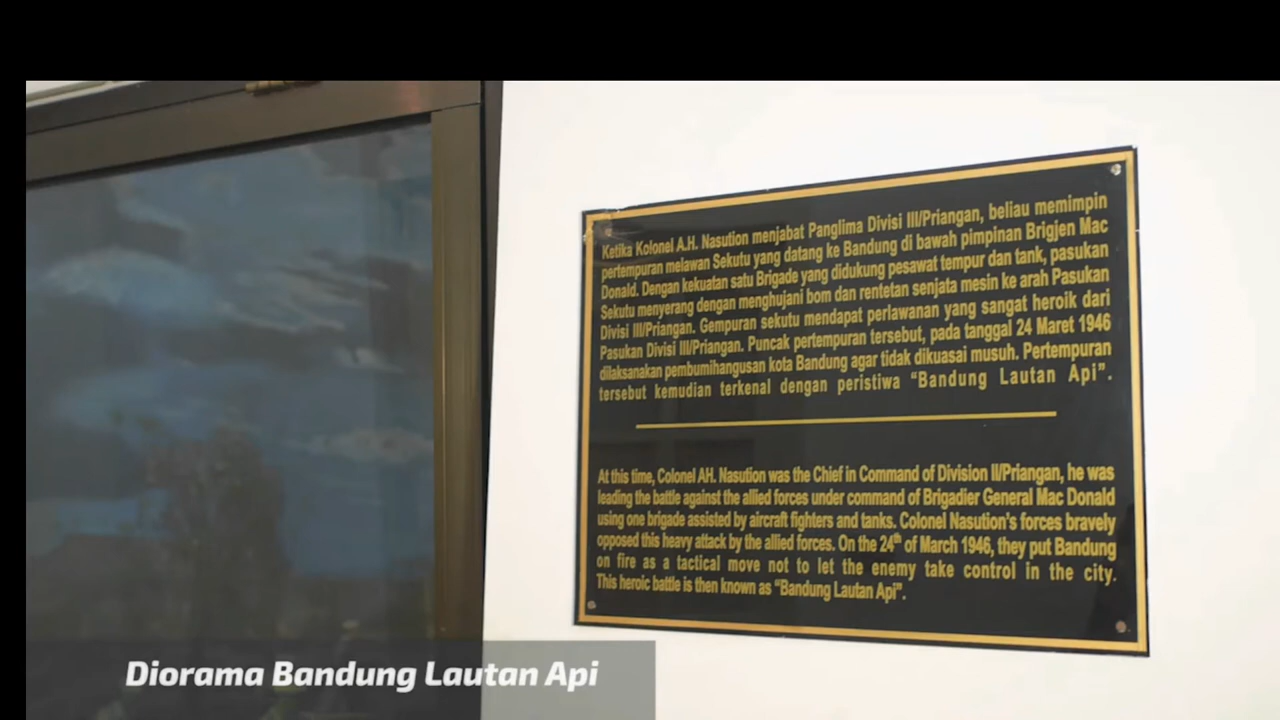 Ketika Kolonel A.H. Nasution menjabat Panglima Divisi III/Priangan, beliau memimpin
pertempuran melawan Sekutu yang datang ke Bandung di bawah pimpinan Brigjen Mac
Donald. Dengan kekuatan satu Brigade yang didukung pesawat tempur dan tank, pasukan
Sekutu menyerang dengan menghujani bom dan rentetan senjata mesin ke arah Pasukan
Divisi III/Priangan. Gempuran sekutu mendapat perlawanan yang sangat heroik dari
Pasukan Divisi III/Priangan. Puncak pertempuran tersebut, pada tanggal 24 Maret 1946
dilaksanakan pembumihangusan kota Bandung agar tidak dikuasai musuh. Pertempuran
tersebut kemudian terkenal dengan peristiwa “Bandung Lautan Api”.
At this time, Colonel AH. Nasution was the Chief in Command of Division II/Priangan, he was
leading the battle against the allied forces under command of Brigadier General Mac Donald
using one brigade assisted by aircraft fighters and tanks. Colonel Nasution's forces bravely
opposed this heavy attack by the allied forces. On the 24th of March 1946, they put Bandung
on fire as a tactical move not to let the enemy take control in the city.
This heroic battle is then known as “Bandung Lautan Api”.
Diorama Bandung Lautan Api